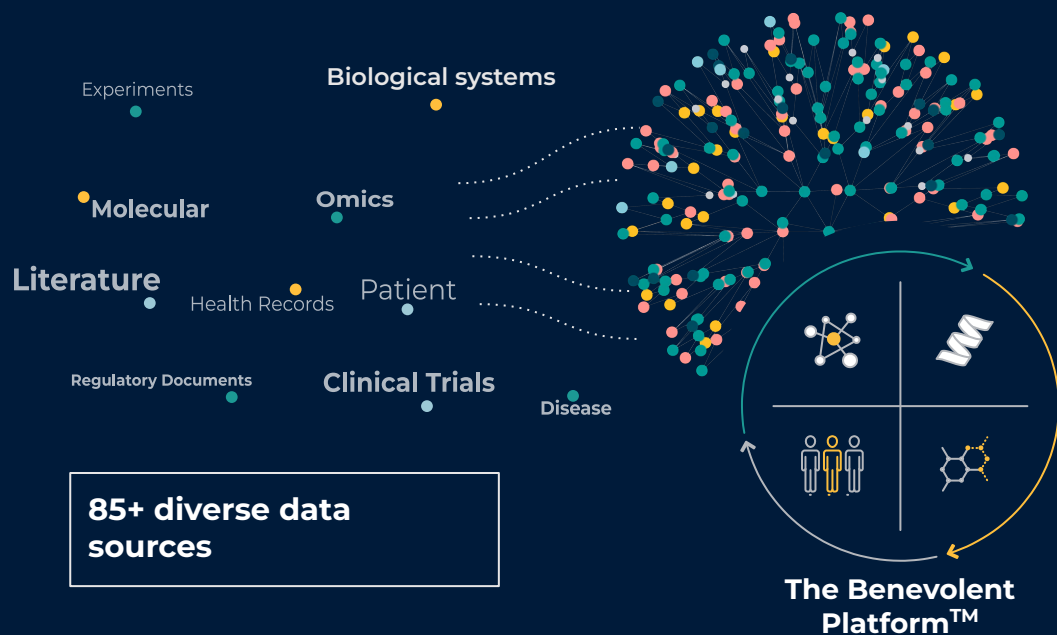 Biological systems
Experiments
Molecular
Omics
Literature
Health Records
Patient
Regulatory Documents
Clinical Trials
Disease
85+ diverse data
sources
The Benevolent
Platform™